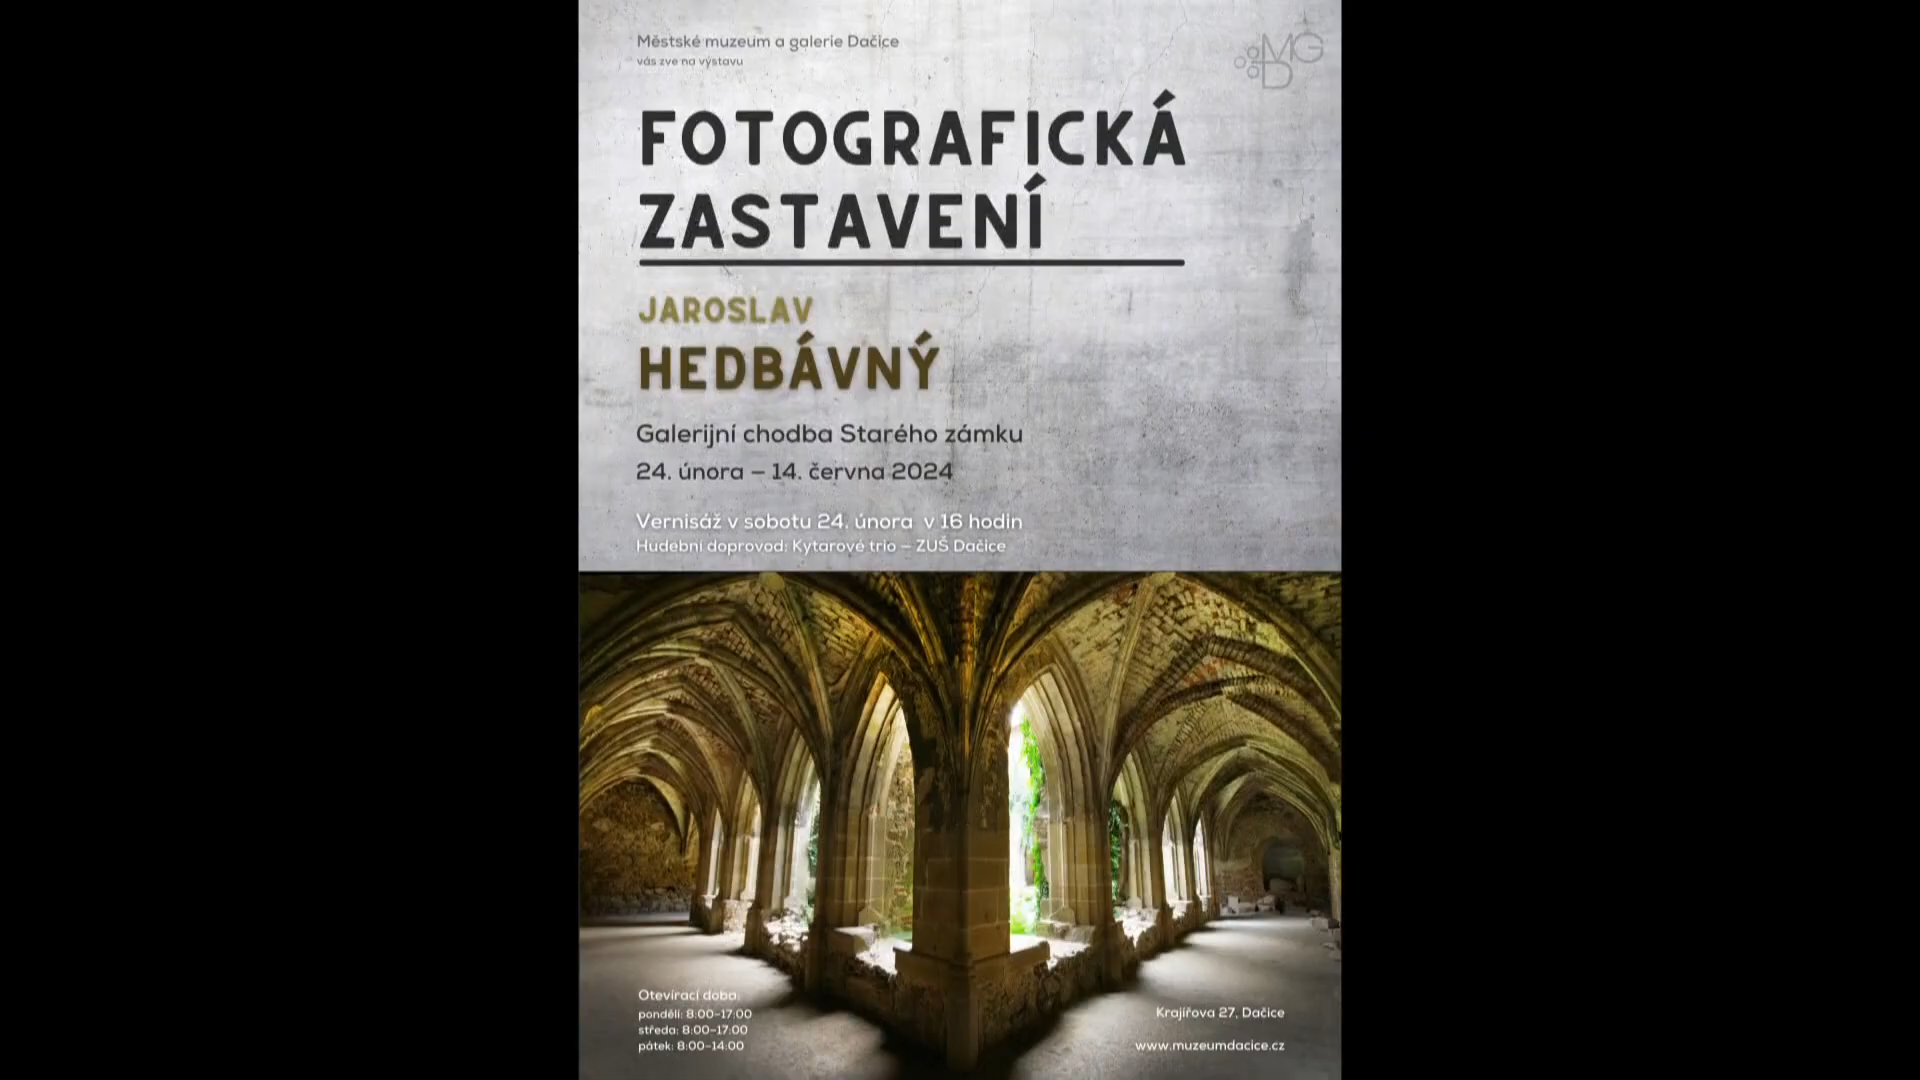 Městské muzeum a galerie Dačice
vás zve na výstavu
MG
D
FOTOGRAFICKÁ
ZASTAVENÍ
JAROSLAV
HEDBÁVNÝ
Galerijní chodba Starého zámku
24. února – 14. června 2024
Vernisáž v sobotu 24. února v 16 hodin
Hudební doprovod: Kytarové trio – ZUŠ Dačice
Otevírací doba:
pondělí: 8:00–17:00
středa: 8:00–17:00
pátek: 8:00–14:00
Krajířova 27, Dačice
www.muzeumdacice.cz